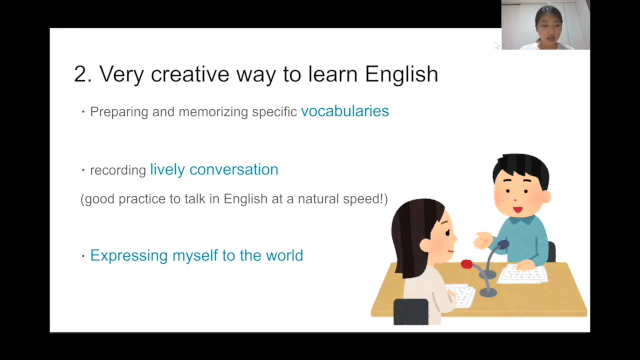 2. Very creative way to learn English
・Preparing and memorizing specific vocabularies
・recording lively conversation
(good practice to talk in English at a natural speed!)
・Expressing myself to the world